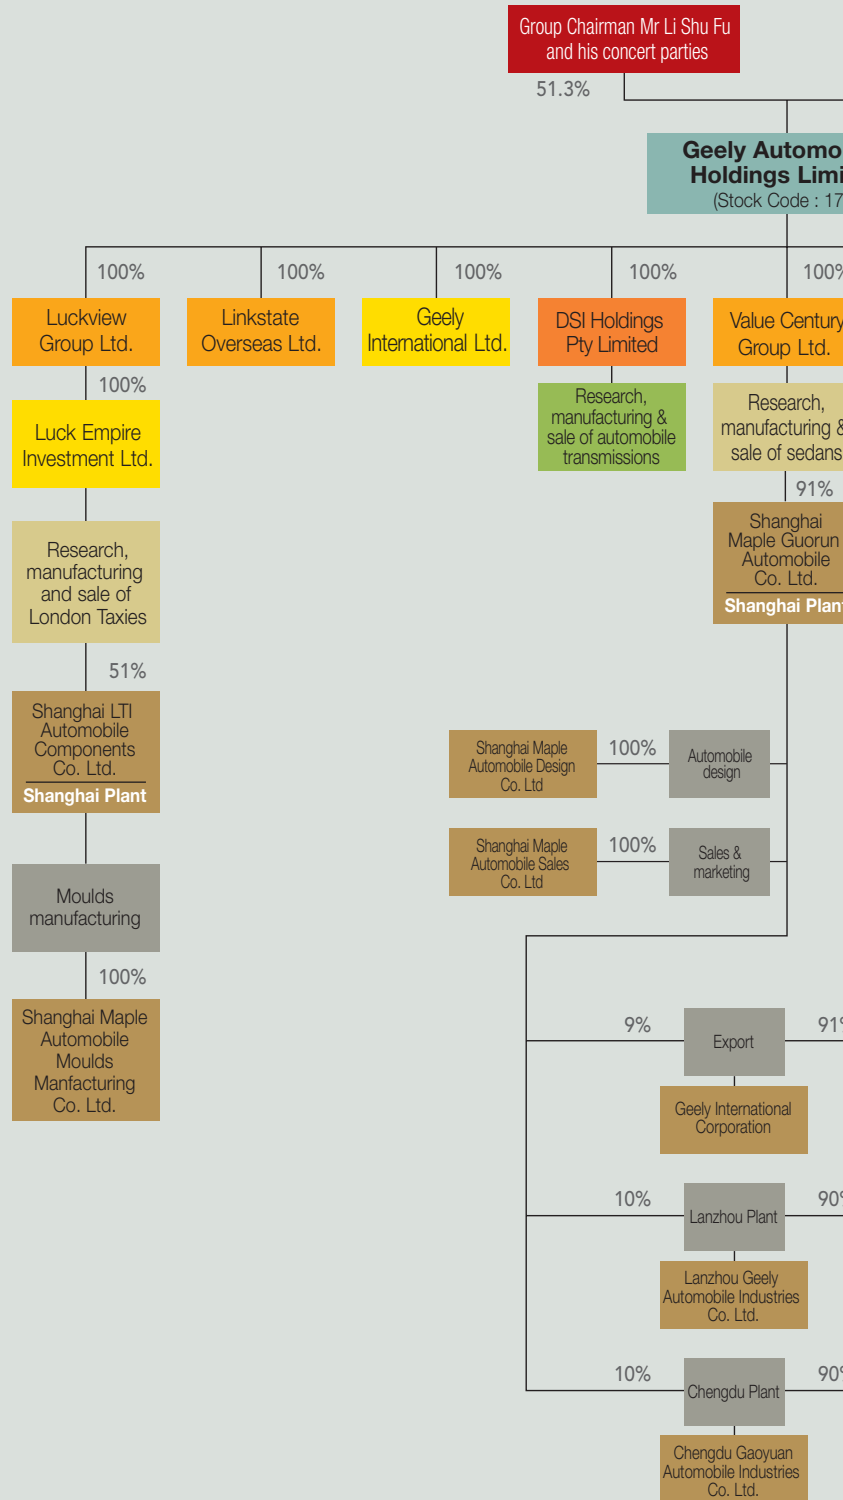 Group Chairman Mr Li Shu Fu
and his concert parties
51.3%
Geely Automo
Holdings Limi
(Stock Code : 17
100%
100%
100%
100%
100%
Luckview
Group Ltd.
Linkstate
Overseas Ltd.
Geely
International Ltd.
DSI Holdings
Pty Limited
Value Century
Group Ltd.
100%
Luck Empire
Investment Ltd.
Research,
manufacturing &
sale of automobile
transmissions
Research,
manufacturing &
sale of sedans
91%
Shanghai
Maple Guorun
Automobile
Co. Ltd.
Shanghai Plant
Research,
manufacturing
and sale of
London Taxies
51%
Shanghai LTI
Automobile
Components
Co. Ltd.
Shanghai Plant
Shanghai Maple
Automobile Design
Co. Ltd
100%
Automobile
design
Shanghai Maple
Automobile Sales
Co. Ltd
100%
Sales &
marketing
Moulds
manufacturing
100%
Shanghai Maple
Automobile
Moulds
Manfacturing
Co. Ltd.
9%
Export
91%
Geely International
Corporation
10%
Lanzhou Plant
90%
Lanzhou Geely
Automobile Industries
Co. Ltd.
10%
Chengdu Plant
90%
Chengdu Gaoyuan
Automobile Industries
Co. Ltd.